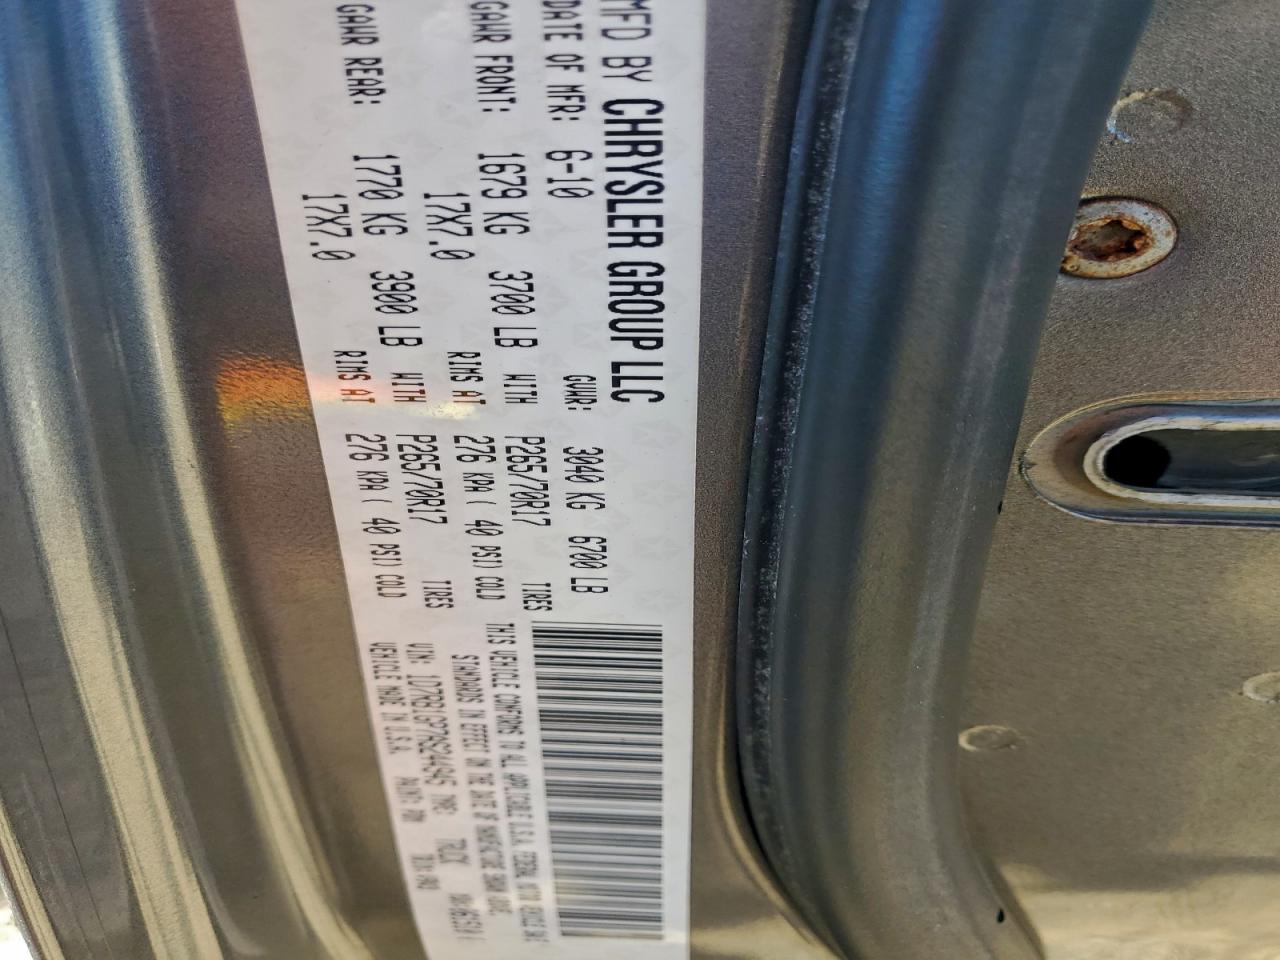 MFD BY CHRYSLER GROUP LLC
DATE OF MFR: 6-10 GVWR: 3040 KG 6700 LB
GAWR FRONT: 1679 KG 3700 LB WITH P265/70R17 TIRES
17X7.0 RIMS AT 276 KPA ( 40 PSI) COLD
GAWR REAR: 1770 KG 3900 LB WITH P265/70R17 TIRES
17X7.0 RIMS AT 276 KPA ( 40 PSI) COLD
THIS VEHICLE CONFORMS TO ALL APPLICABLE U.S.A. FEDERAL MOTOR VEHICLE
STANDARDS IN EFFECT ON THE DATE OF MANUFACTURE SHOWN ABOVE.
VIN: TYPE: TRUCK
VEHICLE MADE IN U.S.A. PAINT: